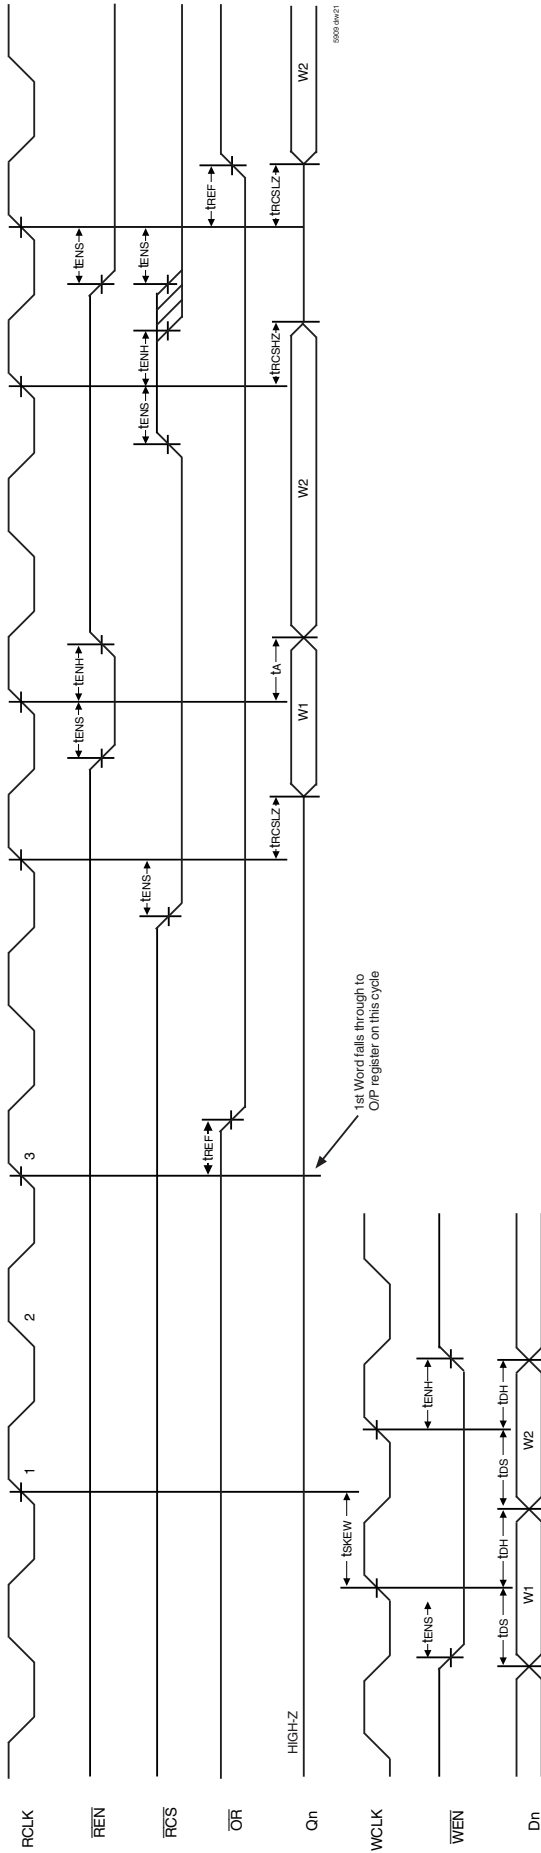 RCLK 1 2 3
tENS tENH tENS
REN
tENS tENS tENH tENS
RCS
tREF tREF
OR
HIGH-Z tRCSLZ tA tRCSHZ tRCSLZ
Qn W1 W2 W2
5909 drw21
1st Word falls through to
O/P register on this cycle
tSKEW
WCLK
tENS tENH
WEN
tDS tDH tDS tDH
Dn W1 W2